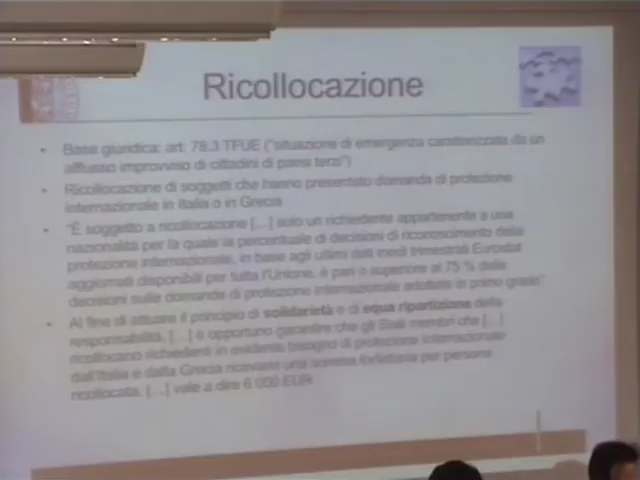 Ricollocazione
• Base giuridica: art. 78.3 TFUE ("situazione di emergenza caratterizzata da un
afflusso improvviso di cittadini di paesi terzi")
• Ricollocazione di soggetti che hanno presentato domanda di protezione
internazionale in Italia o in Grecia
• "È soggetto a ricollocazione [...] solo un richiedente appartenente a una
nazionalità per la quale la percentuale di decisioni di riconoscimento della
protezione internazionale, in base agli ultimi dati medi trimestrali Eurostat
aggiornati disponibili per tutta l'Unione, è pari o superiore al 75 % delle
decisioni sulle domande di protezione internazionale adottate in primo grado"
• Al fine di attuare il principio di solidarietà e di equa ripartizione della
responsabilità, [...] è opportuno garantire che gli Stati membri che [...]
ricollocano richiedenti in evidente bisogno di protezione internazionale
dall'Italia e dalla Grecia ricevano una somma forfettaria per persona
ricollocata, [...] vale a dire 6 000 EUR